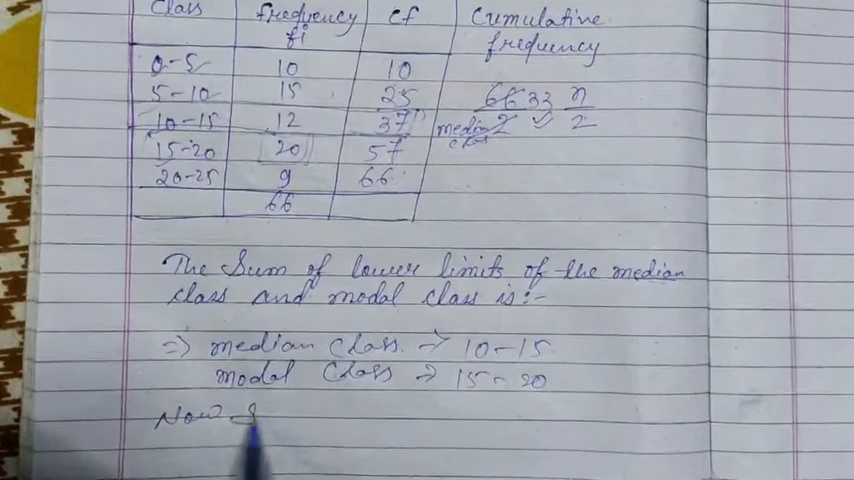 Class frequency cf Cumulative
fi frequency
0-5 10 10
5-10 15 25 66 33 n
10-15 12 37 median 2 2
class
15-20 20 57
20-25 9 66
66
The Sum of lower limits of the median
class and modal class is:-
=> median class → 10-15
modal class → 15-20
Now S